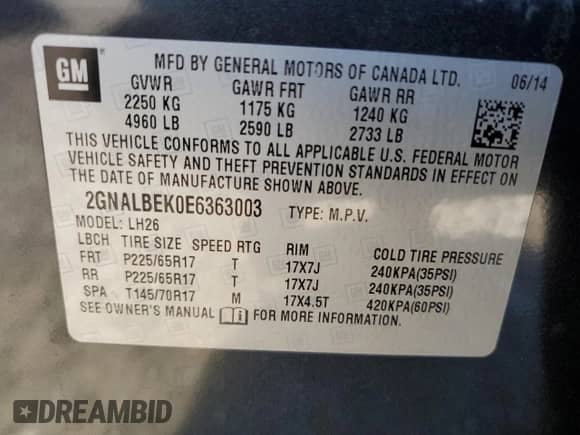 GM
MFD BY GENERAL MOTORS OF CANADA LTD.
06/14
GVWR GAWR FRT GAWR RR
2250 KG 1175 KG 1240 KG
4960 LB 2590 LB 2733 LB
THIS VEHICLE CONFORMS TO ALL APPLICABLE U.S. FEDERAL MOTOR
VEHICLE SAFETY AND THEFT PREVENTION STANDARDS IN EFFECT ON
THE DATE OF MANUFACTURE SHOWN ABOVE.
2GNALBEK0E6363003 TYPE: M.P.V.
MODEL: LH26
LBCH TIRE SIZE SPEED RTG RIM COLD TIRE PRESSURE
FRT P225/65R17 T 17X7J 240KPA(35PSI)
RR P225/65R17 T 17X7J 240KPA(35PSI)
SPA T145/70R17 M 17X4.5T 420KPA(60PSI)
SEE OWNER'S MANUAL FOR MORE INFORMATION.
DREAMBID